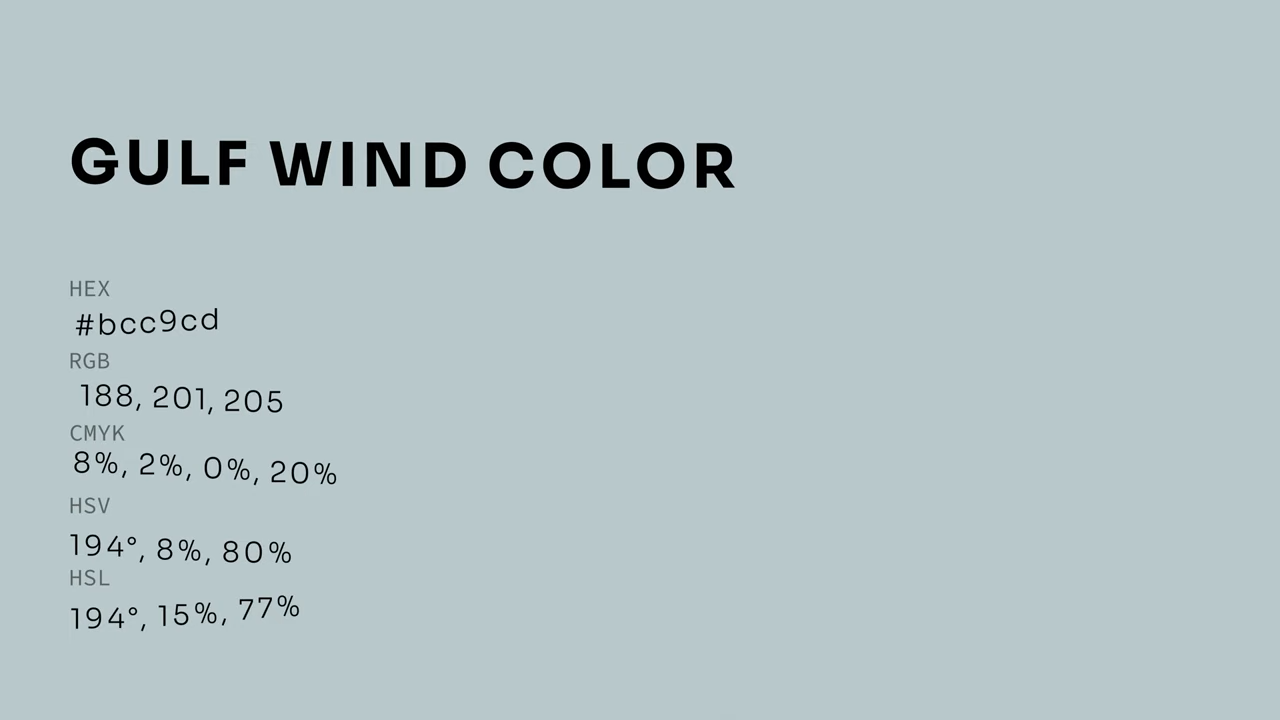 GULF WIND COLOR
HEX
#bcc9cd
RGB
188, 201, 205
CMYK
8%, 2%, 0%, 20%
HSV
194°, 8%, 80%
HSL
194°, 15%, 77%